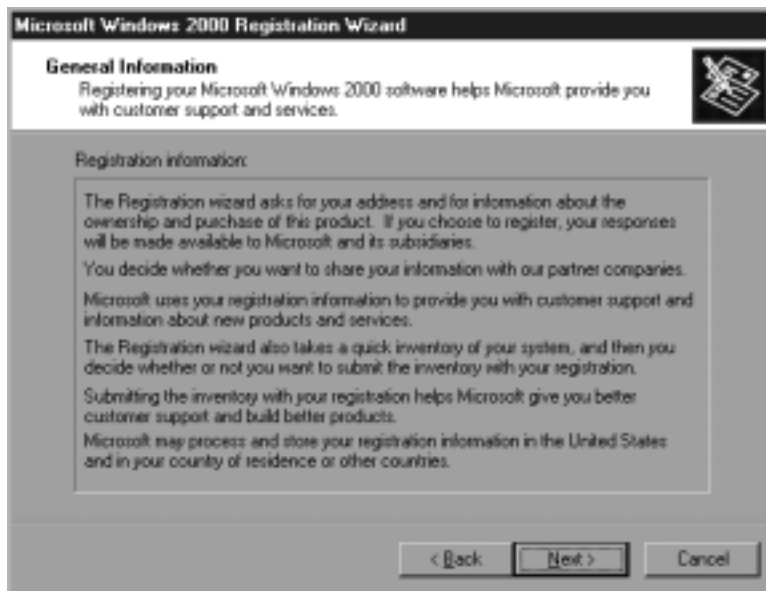 Microsoft Windows 2000 Registration Wizard
General Information
Registering your Microsoft Windows 2000 software helps Microsoft provide you
with customer support and services.
Registration information:
The Registration wizard asks for your address and for information about the
ownership and purchase of this product. If you choose to register, your responses
will be made available to Microsoft and its subsidiaries.
You decide whether you want to share your information with our partner companies.
Microsoft uses your registration information to provide you with customer support and
information about new products and services.
The Registration wizard also takes a quick inventory of your system, and then you
decide whether or not you want to submit the inventory with your registration.
Submitting the inventory with your registration helps Microsoft give you better
customer support and build better products.
Microsoft may process and store your registration information in the United States
and in your country of residence or other countries.
< Back
Next >
Cancel